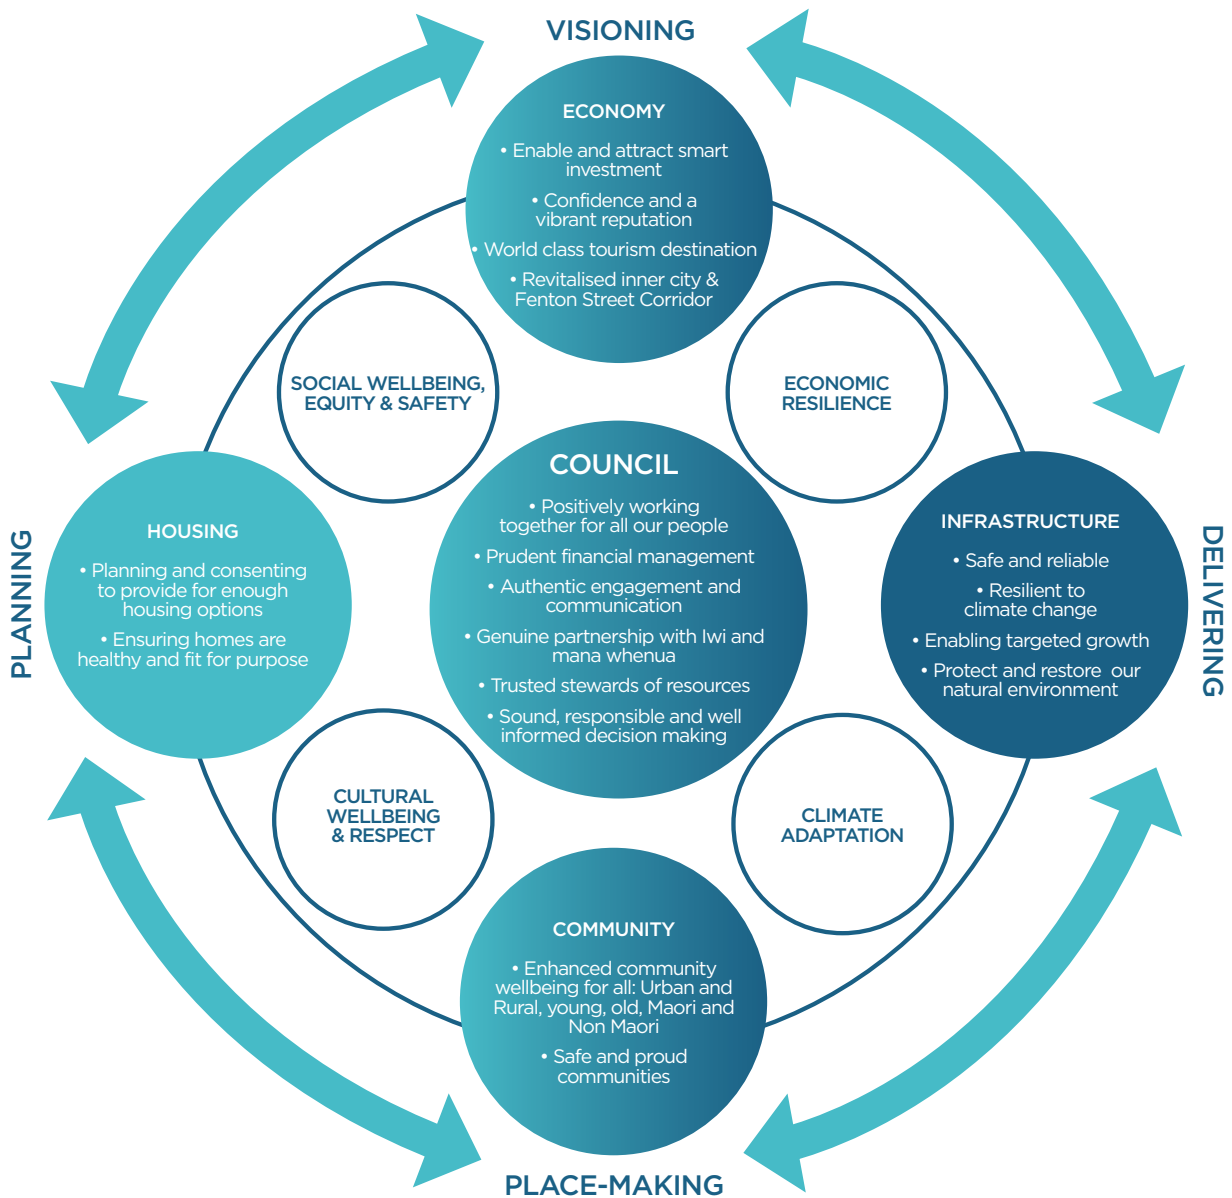 VISIONING
ECONOMY
• Enable and attract smart
investment
• Confidence and a
vibrant reputation
• World class tourism destination
• Revitalised inner city &
Fenton Street Corridor
SOCIAL WELLBEING,
EQUITY & SAFETY
ECONOMIC
RESILIENCE
PLANNING
HOUSING
• Planning and consenting
to provide for enough
housing options
• Ensuring homes are
healthy and fit for purpose
COUNCIL
• Positively working
together for all our people
• Prudent financial management
• Authentic engagement and
communication
• Genuine partnership with Iwi and
mana whenua
• Trusted stewards of resources
• Sound, responsible and well
informed decision making
INFRASTRUCTURE
• Safe and reliable
• Resilient to
climate change
• Enabling targeted growth
• Protect and restore our
natural environment
DELIVERING
CULTURAL
WELLBEING
& RESPECT
CLIMATE
ADAPTATION
COMMUNITY
• Enhanced community
wellbeing for all: Urban and
Rural, young, old, Maori and
Non Maori
• Safe and proud
communities
PLACE-MAKING